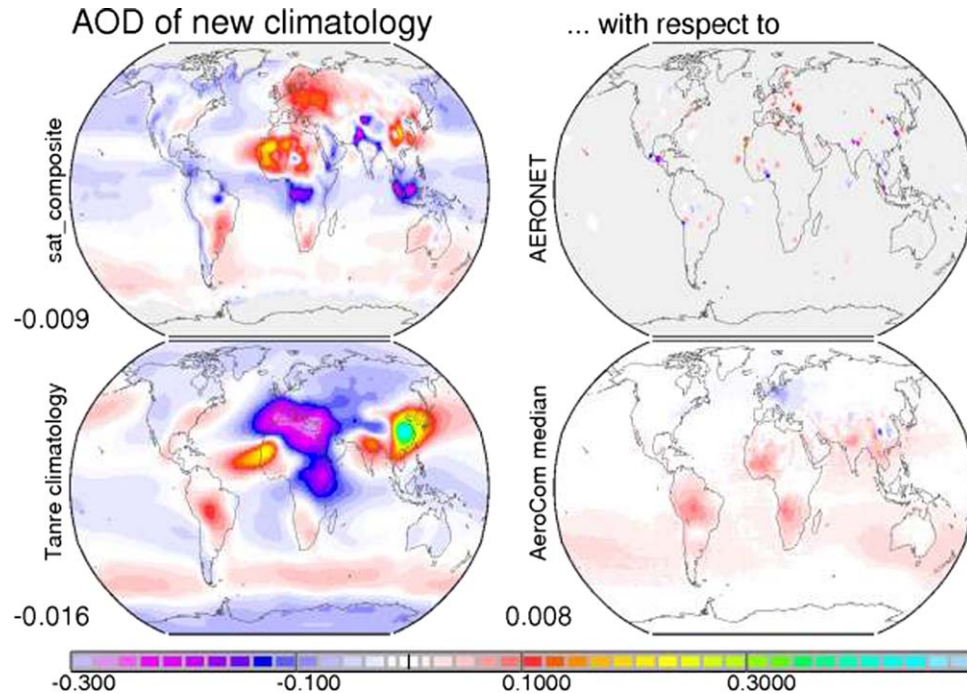 AOD of new climatology
... with respect to
sat_composite
AERONET
-0.009
Tanre climatology
AeroCom median
-0.016
0.008
-0.300
-0.100
0.1000
0.3000